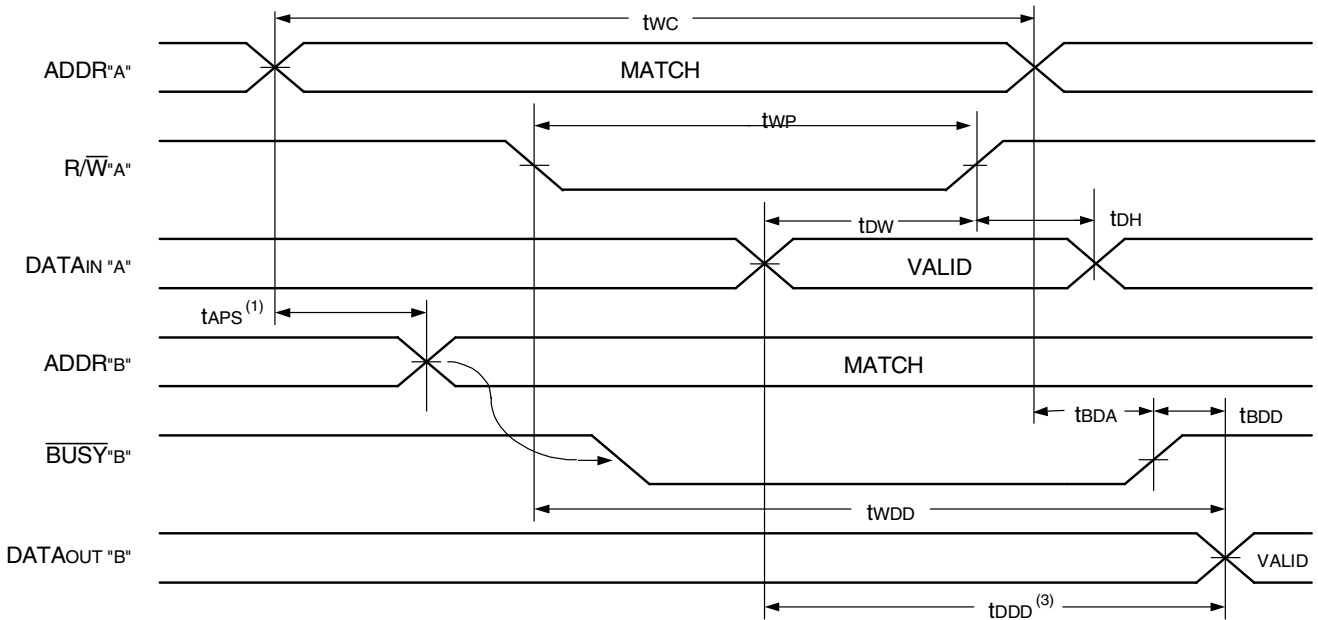 tWC
ADDR"A" MATCH
tWP
R/W̅"A"
tDW tDH
DATAIN "A" VALID
tAPS (1)
ADDR"B" MATCH
tBDA tBDD
B̅U̅S̅Y̅"B"
tWDD
DATAOUT "B" VALID
tDDD (3)